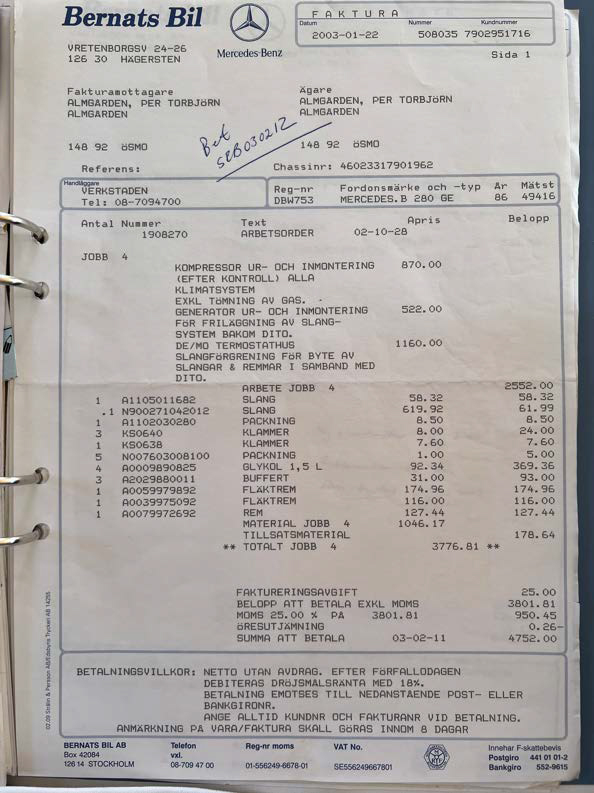 Bernats Bil
Mercedes-Benz
FAKTURA
Datum Nummer Kundnummer
2003-01-22 508035 7902951716
VRETENBORGSV 24-26
126 30 HÄGERSTEN
Sida 1
Fakturamottagare Ägare
ALMGARDEN, PER TORBJÖRN ALMGARDEN, PER TORBJÖRN
ALMGARDEN ALMGARDEN
Bet
SEB030212
148 92 ÖSMO 148 92 ÖSMO
Referens: Chassinr: 46023317901962
Handläggare
VERKSTADEN Reg-nr Fordonsmärke och -typ Ar Mätst
Tel: 08-7094700 DBW753 MERCEDES.B 280 GE 86 49416
Antal Nummer Text Apris Belopp
1908270 ARBETSORDER 02-10-28
JOBB 4
KOMPRESSOR UR- OCH INMONTERING 870.00
(EFTER KONTROLL) ALLA
KLIMATSYSTEM
EXKL TÖMNING AV GAS.
GENERATOR UR- OCH INMONTERING 522.00
FÖR FRILÄGGNING AV SLANG-
SYSTEM BAKOM DITO.
DE/MO TERMOSTATHUS 1160.00
SLANGFÖRGRENING FÖR BYTE AV
SLANGAR & REMMAR I SAMBAND MED
DITO.
ARBETE JOBB 4 2552.00
1 A1105011682 SLANG 58.32 58.32
.1 N900271042012 SLANG 619.92 61.99
1 A1102030280 PACKNING 8.50 8.50
3 KS0640 KLAMMER 8.00 24.00
1 KS0638 KLAMMER 7.60 7.60
5 N007603008100 PACKNING 1.00 5.00
4 A0009890825 GLYKOL 1,5 L 92.34 369.36
3 A2029880011 BUFFERT 31.00 93.00
1 A0059979892 FLÄKTREM 174.96 174.96
1 A0039975092 FLÄKTREM 116.00 116.00
1 A0079972692 REM 127.44 127.44
MATERIAL JOBB 4 1046.17
TILLSATSMATERIAL 178.64
** TOTALT JOBB 4 3776.81 **
FAKTURERINGSAVGIFT 25.00
BELOPP ATT BETALA EXKL MOMS 3801.81
MOMS 25.00 % PÅ 3801.81 950.45
ÖRESUTJÄMNING 0.26-
SUMMA ATT BETALA 03-02-11 4752.00
BETALNINGSVILLKOR: NETTO UTAN AVDRAG. EFTER FÖRFALLODAGEN
DEBITERAS DRÖJSMÅLSRÄNTA MED 18%.
BETALNING EMOTSES TILL NEDANSTÅENDE POST- ELLER
BANKGIRONR.
ANGE ALLTID KUNDNR OCH FAKTURANR VID BETALNING.
ANMÄRKNING PÅ VARA/FAKTURA SKALL GÖRAS INNOM 8 DAGAR
BERNATS BIL AB Telefon Reg-nr moms VAT No. Innehar F-skattebevis
Box 42084 vxl. Postgiro 441 01 01-2
126 14 STOCKHOLM 08-709 47 00 01-556249-6678-01 SE556249667801 Bankgiro 552-9615